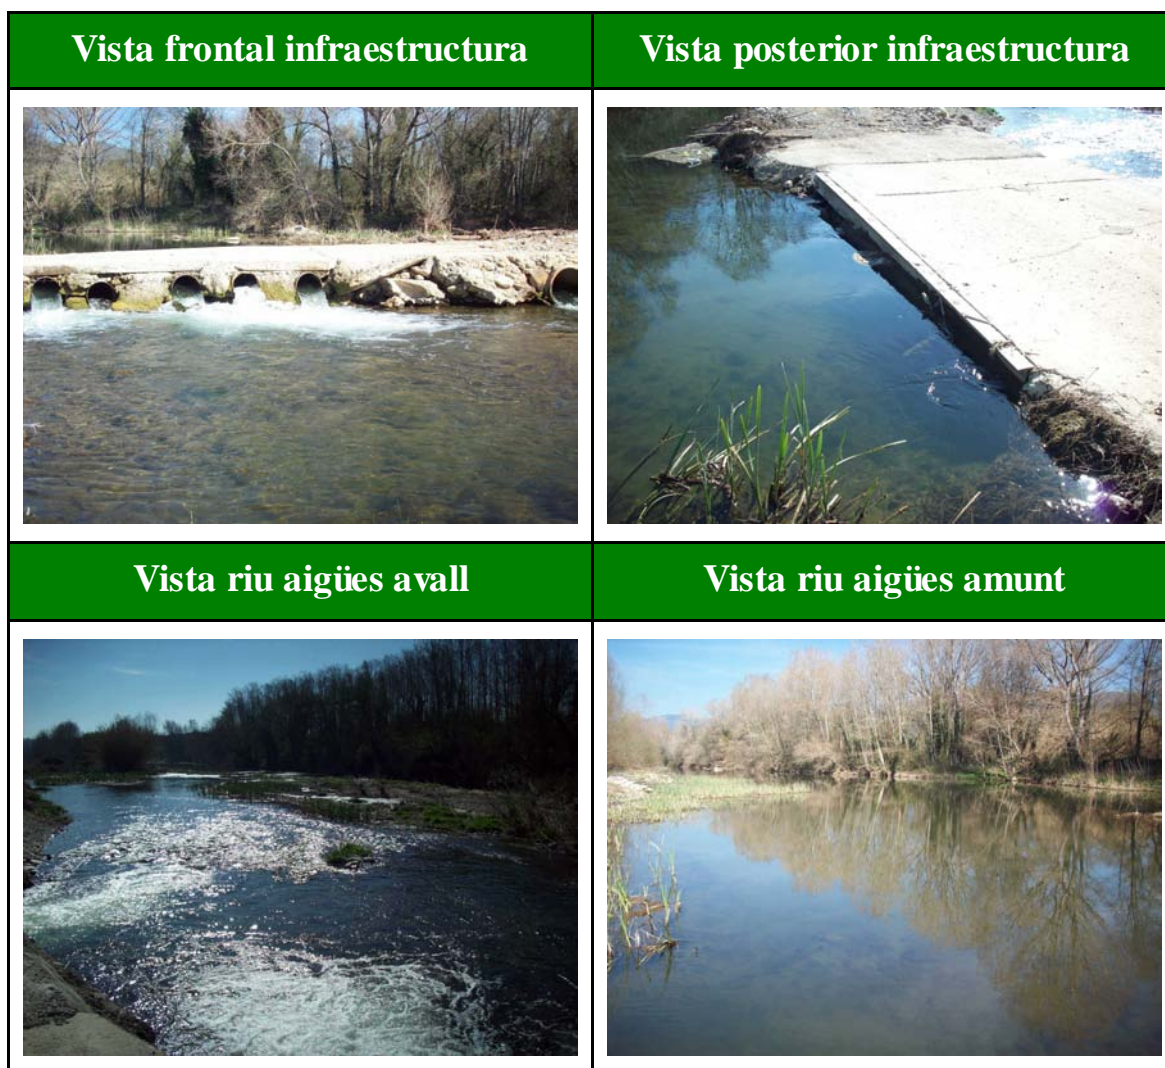 Vista frontal infraestructura
Vista posterior infraestructura
Vista riu aigües avall
Vista riu aigües amunt